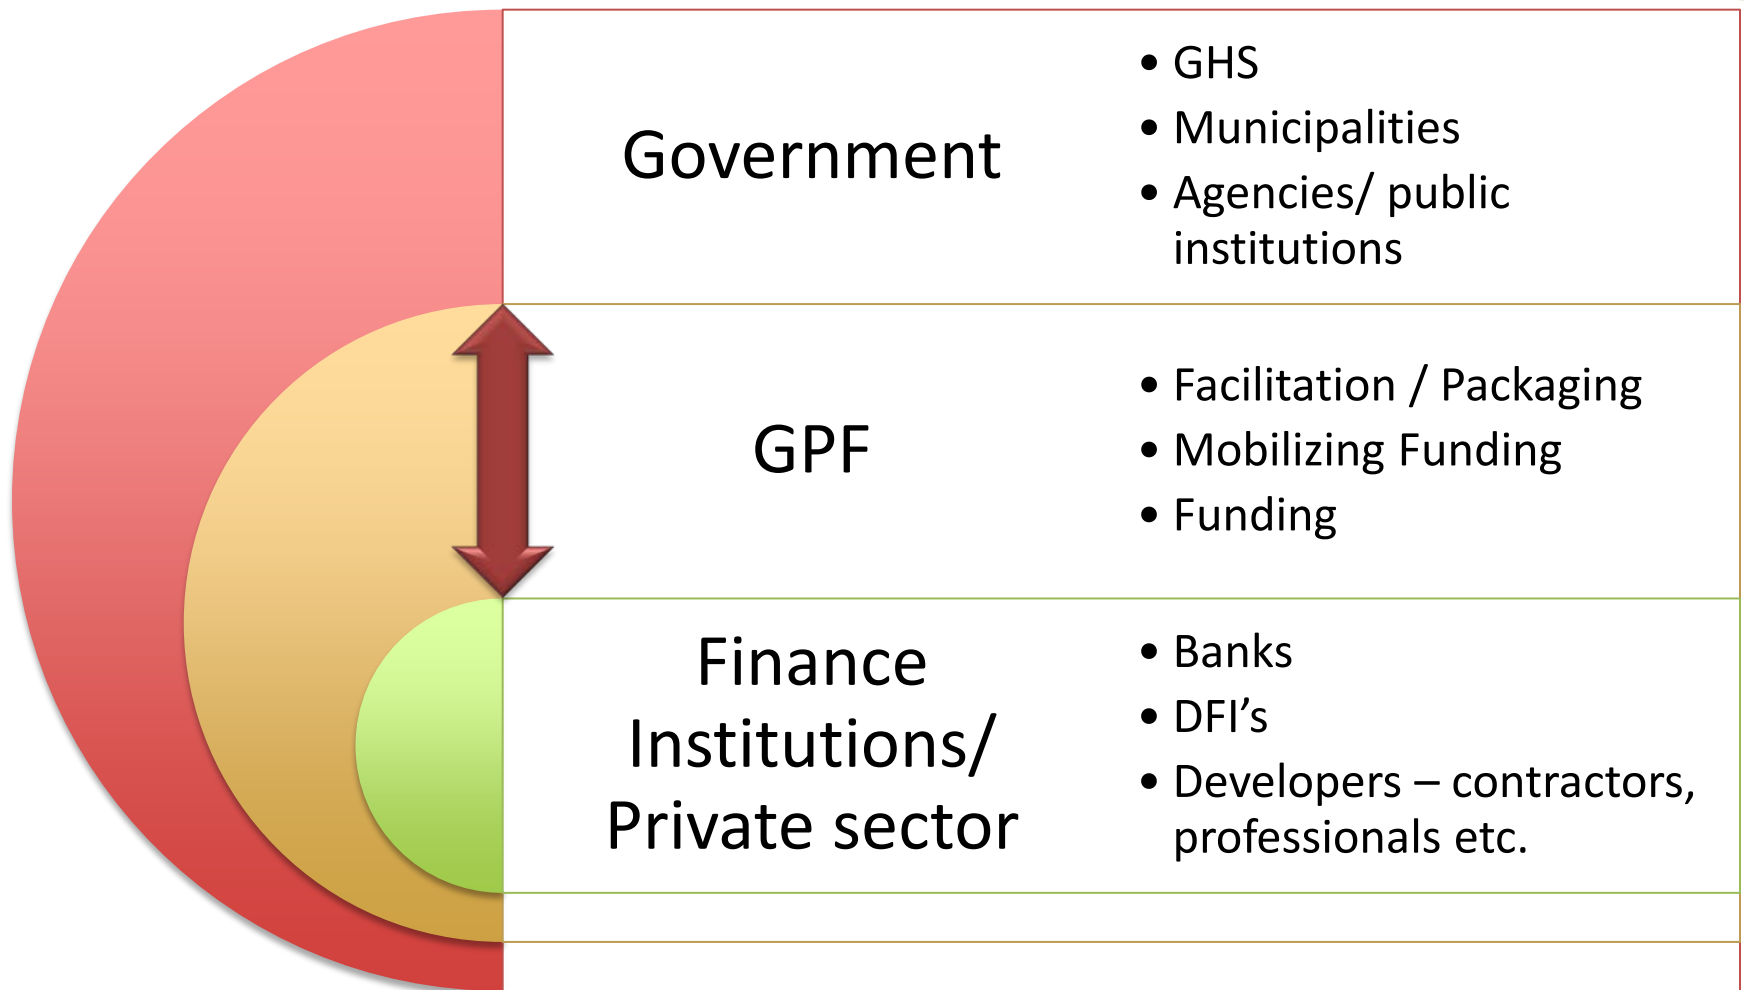 Government
• GHS
• Municipalities
• Agencies/ public
institutions
GPF
• Facilitation / Packaging
• Mobilizing Funding
• Funding
Finance
Institutions/
Private sector
• Banks
• DFI’s
• Developers – contractors,
professionals etc.